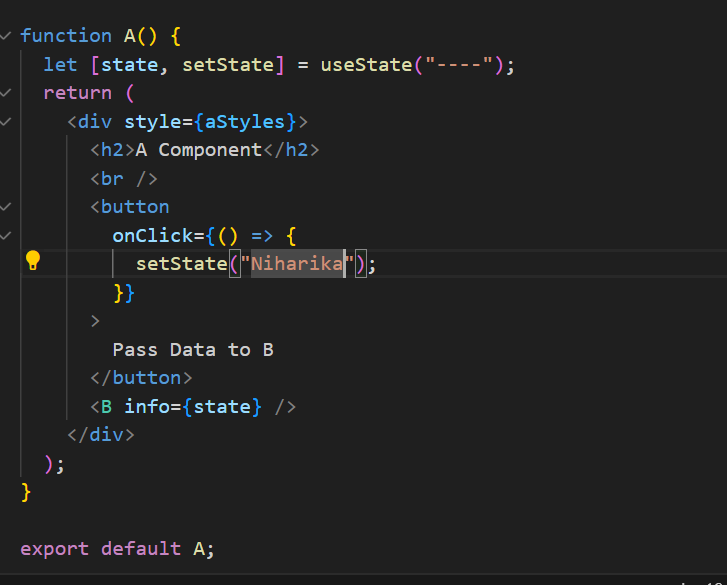 function A() {
  let [state, setState] = useState("----");
  return (
    <div style={aStyles}>
      <h2>A Component</h2>
      <br />
      <button
        onClick={() => {
          setState("Niharika");
        }}
      >
        Pass Data to B
      </button>
      <B info={state} />
    </div>
  );
}

export default A;